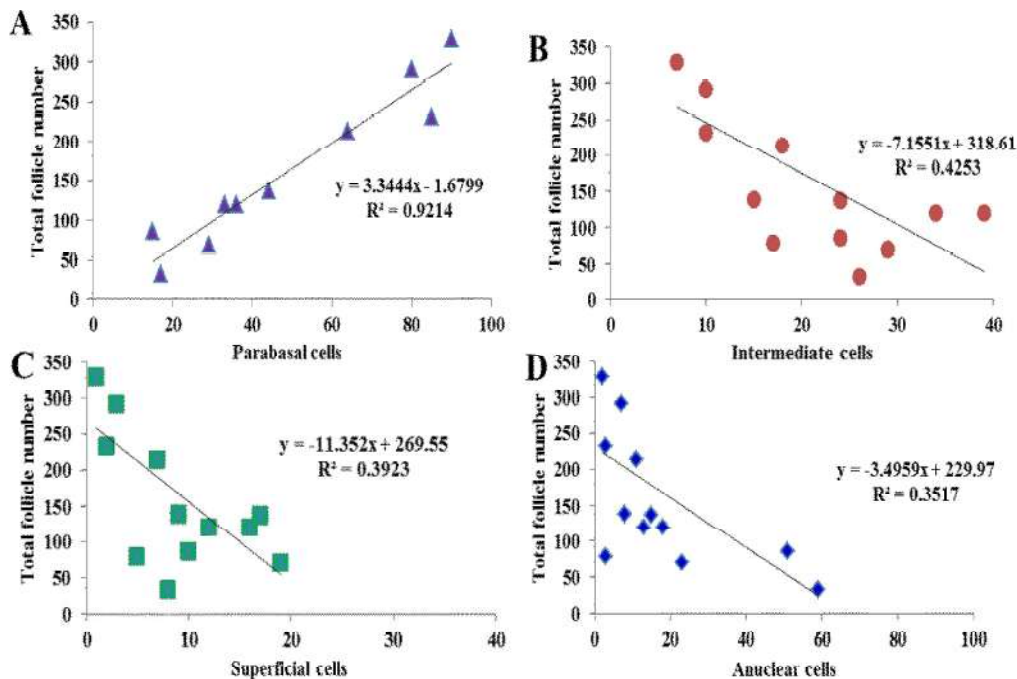 A
Total follicle number
350
300
250
200
150
100
50
0
y = 3.3444x - 1.6799
R² = 0.9214
0 20 40 60 80 100
Parabasal cells
B
Total follicle number
350
300
250
200
150
100
50
0
y = -7.1551x + 318.61
R² = 0.4253
0 10 20 30 40
Intermediate cells
C
Total follicle number
350
300
250
200
150
100
50
0
y = -11.352x + 269.55
R² = 0.3923
0 10 20 30 40
Superficial cells
D
Total follicle number
350
300
250
200
150
100
50
0
y = -3.4959x + 229.97
R² = 0.3517
0 20 40 60 80 100
Anuclear cells